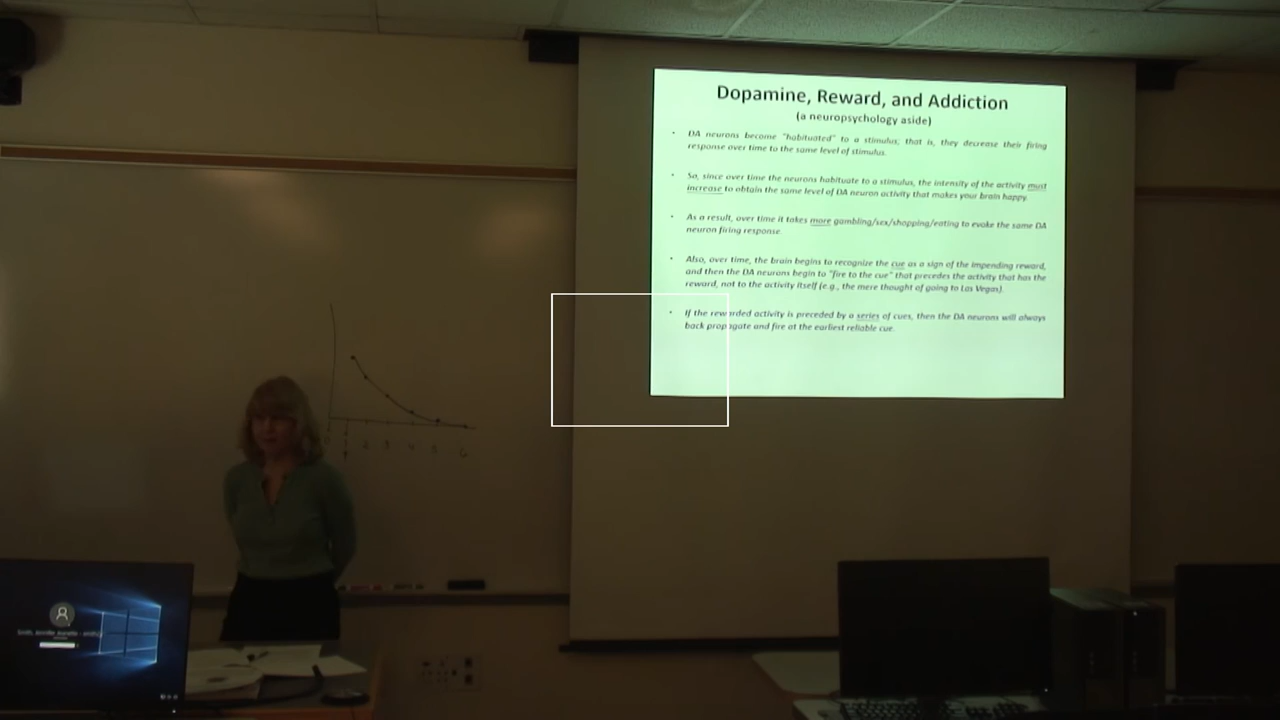 Dopamine, Reward, and Addiction
(a neuropsychology aside)
• DA neurons become "habituated" to a stimulus; that is, they decrease their firing
response over time to the same level of stimulus.
• So, since over time the neurons habituate to a stimulus, the intensity of the activity must
increase to obtain the same level of DA neuron activity that makes your brain happy.
• As a result, over time it takes more gambling/sex/shopping/eating to evoke the same DA
neuron firing response.
• Also, over time, the brain begins to recognize the cue as a sign of the impending reward,
and then the DA neurons begin to "fire to the cue" that precedes the activity that has the
reward, not to the activity itself (e.g., the mere thought of going to Las Vegas).
• If the rewarded activity is preceded by a series of cues, then the DA neurons will always
back propagate and fire at the earliest reliable cue.
0 1 2 3 4 5 6